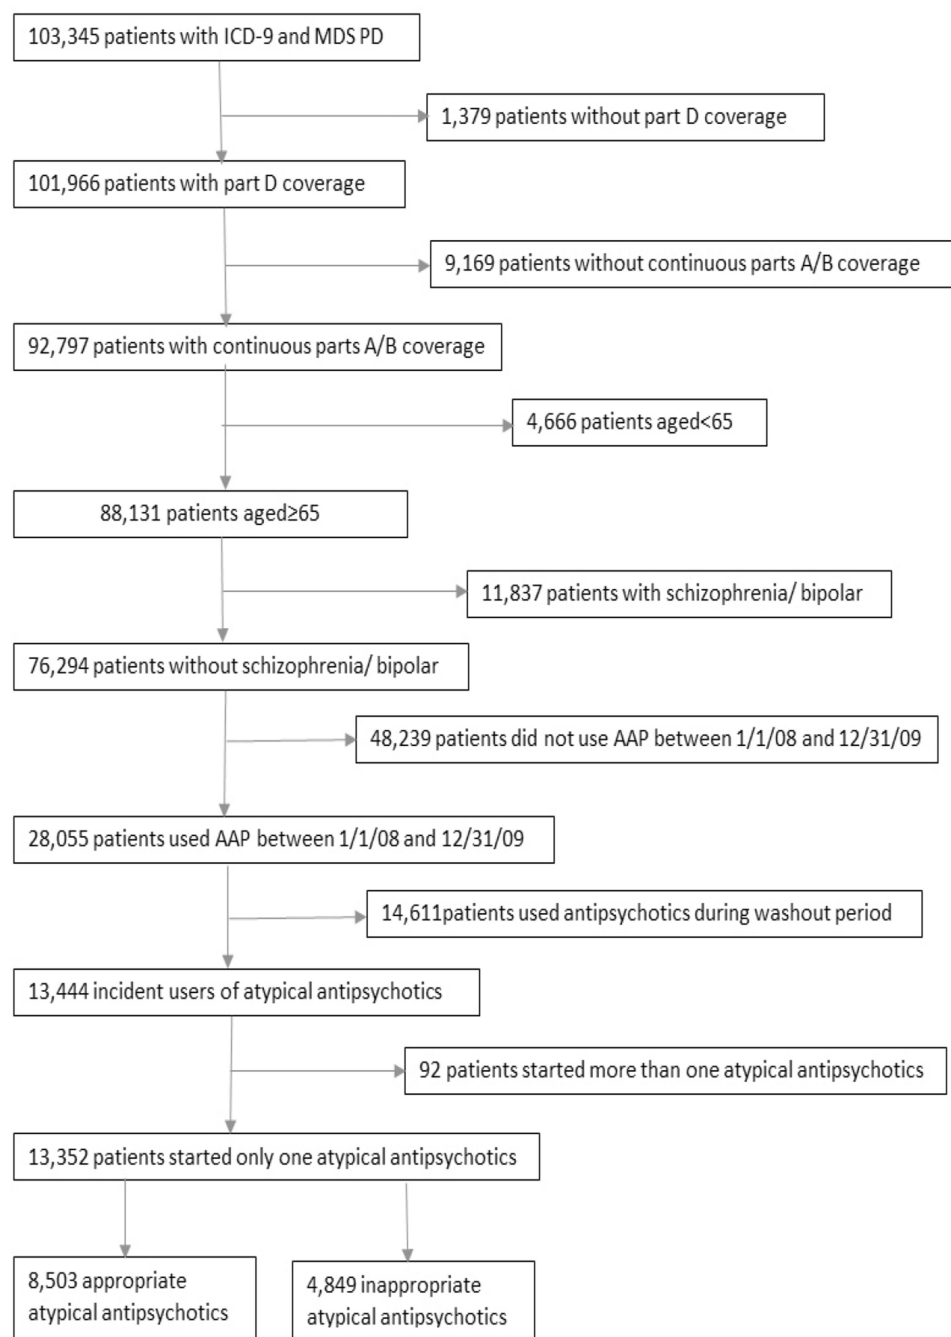 103,345 patients with ICD-9 and MDS PD
1,379 patients without part D coverage
101,966 patients with part D coverage
9,169 patients without continuous parts A/B coverage
92,797 patients with continuous parts A/B coverage
4,666 patients aged<65
88,131 patients aged≥65
11,837 patients with schizophrenia/ bipolar
76,294 patients without schizophrenia/ bipolar
48,239 patients did not use AAP between 1/1/08 and 12/31/09
28,055 patients used AAP between 1/1/08 and 12/31/09
14,611patients used antipsychotics during washout period
13,444 incident users of atypical antipsychotics
92 patients started more than one atypical antipsychotics
13,352 patients started only one atypical antipsychotics
8,503 appropriate
atypical antipsychotics
4,849 inappropriate
atypical antipsychotics